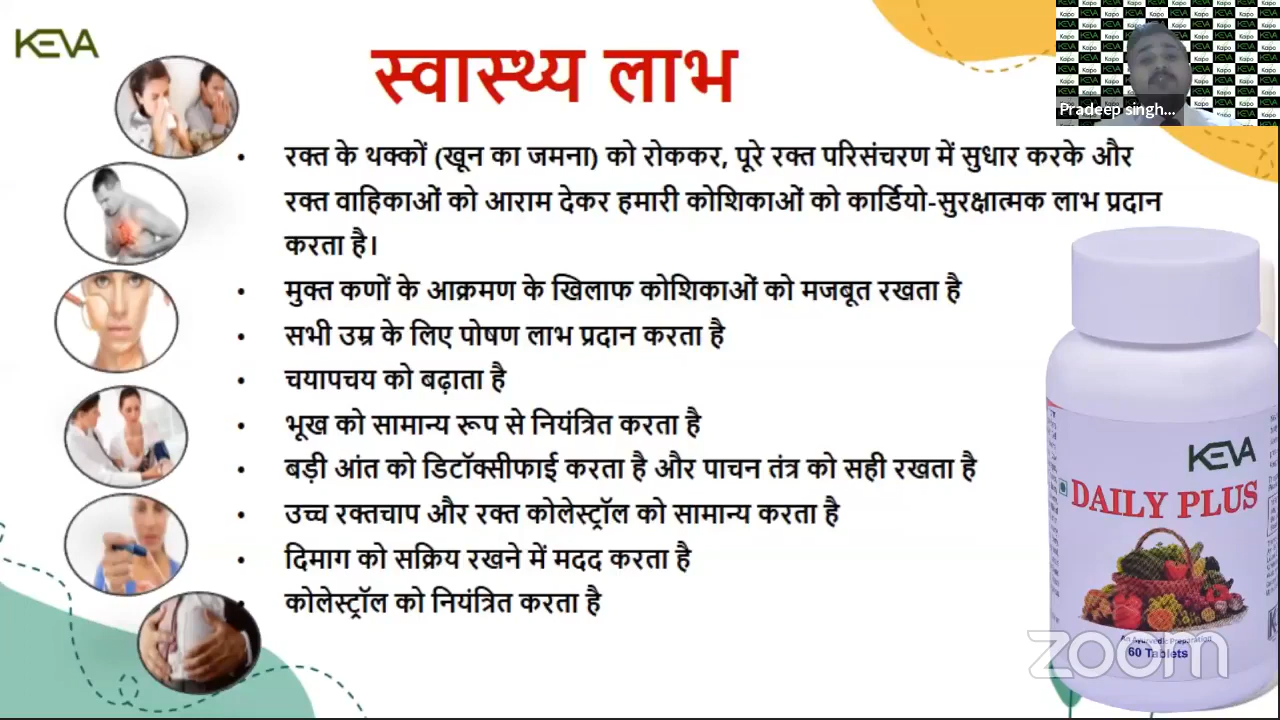 KEVA
स्वास्थ्य लाभ
Pradeep singh...
• रक्त के थक्कों (खून का जमना) को रोककर, पूरे रक्त परिसंचरण में सुधार करके और
रक्त वाहिकाओं को आराम देकर हमारी कोशिकाओं को कार्डियो-सुरक्षात्मक लाभ प्रदान
करता है।
• मुक्त कणों के आक्रमण के खिलाफ कोशिकाओं को मजबूत रखता है
• सभी उम्र के लिए पोषण लाभ प्रदान करता है
• चयापचय को बढ़ाता है
• भूख को सामान्य रूप से नियंत्रित करता है
• बड़ी आंत को डिटॉक्सीफाई करता है और पाचन तंत्र को सही रखता है
• उच्च रक्तचाप और रक्त कोलेस्ट्रॉल को सामान्य करता है
• दिमाग को सक्रिय रखने में मदद करता है
• कोलेस्ट्रॉल को नियंत्रित करता है
KEVA
DAILY PLUS
An Ayurvedic Preparation
60 Tablets
zoom